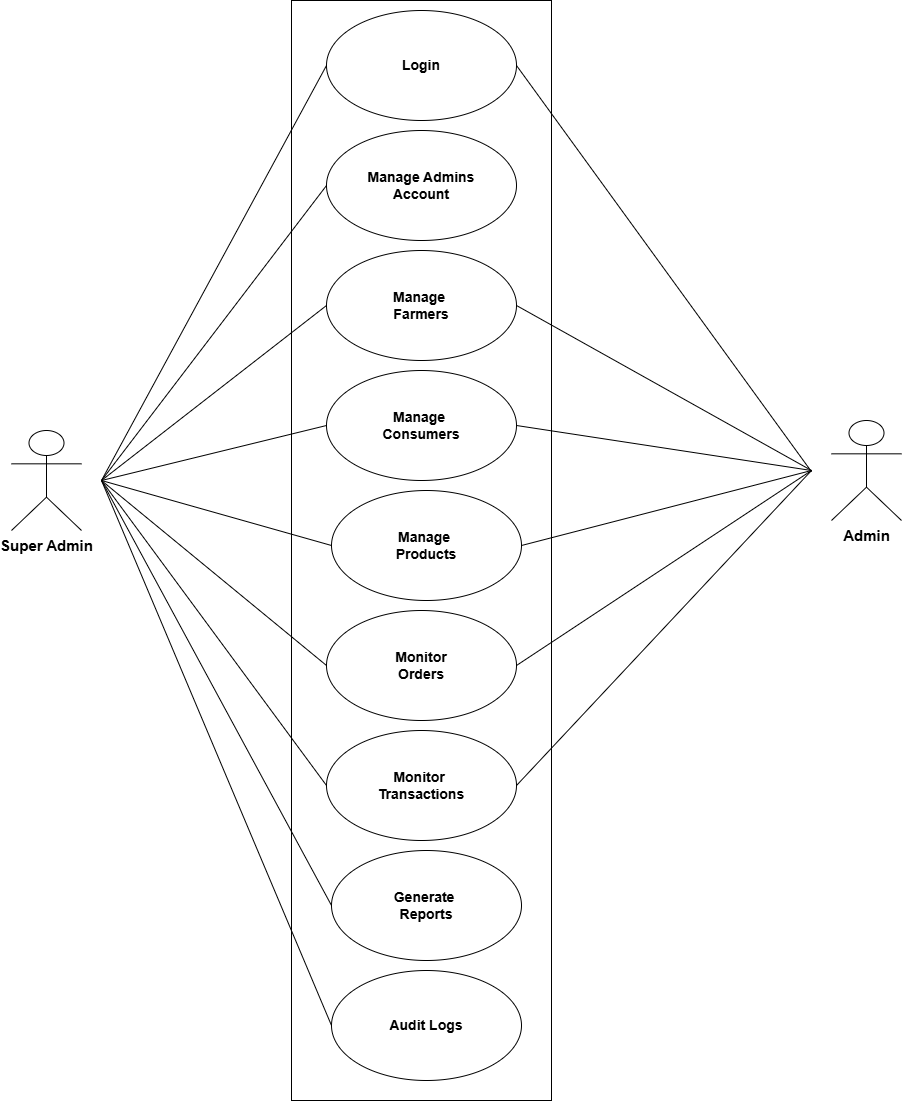 Login
Manage Admins
Account
Manage
Farmers
Manage
Consumers
Manage
Products
Monitor
Orders
Monitor
Transactions
Generate
Reports
Audit Logs
Super Admin
Admin